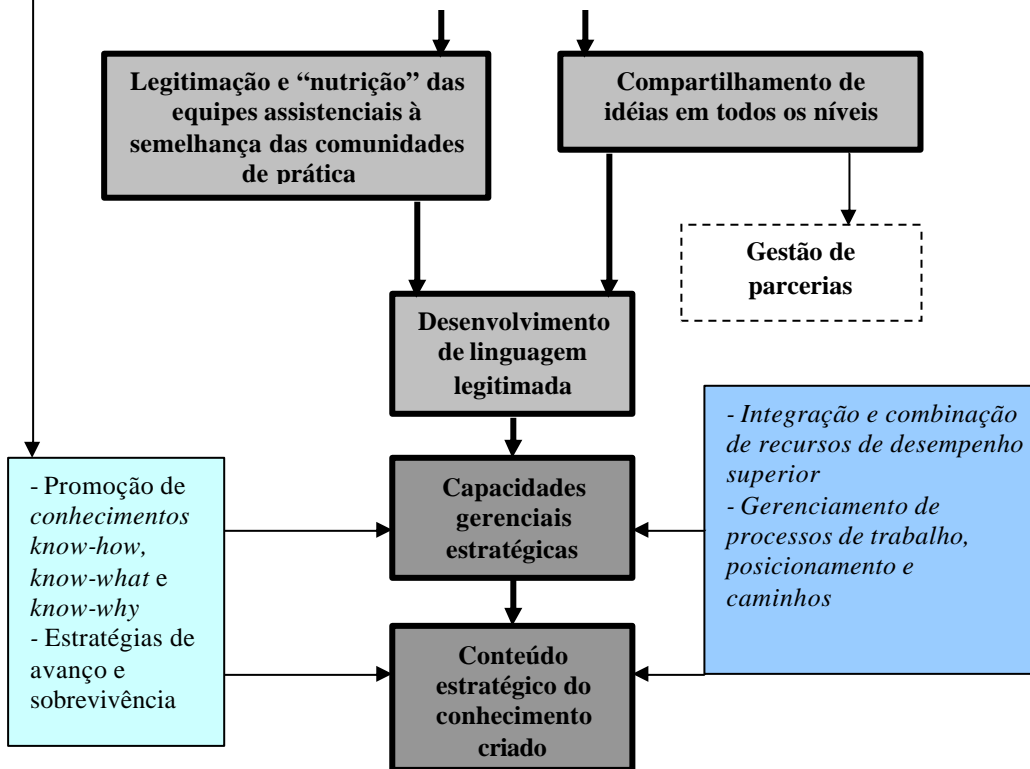 Legitimação e “nutrição” das
equipes assistenciais à
semelhança das comunidades
de prática
Compartilhamento de
idéias em todos os níveis
Gestão de
parcerias
Desenvolvimento
de linguagem
legitimada
- Integração e combinação
de recursos de desempenho
superior
- Gerenciamento de
processos de trabalho,
posicionamento e
caminhos
- Promoção de
conhecimentos
know-how,
know-what e
know-why
- Estratégias de
avanço e
sobrevivência
Capacidades
gerenciais
estratégicas
Conteúdo
estratégico do
conhecimento
criado